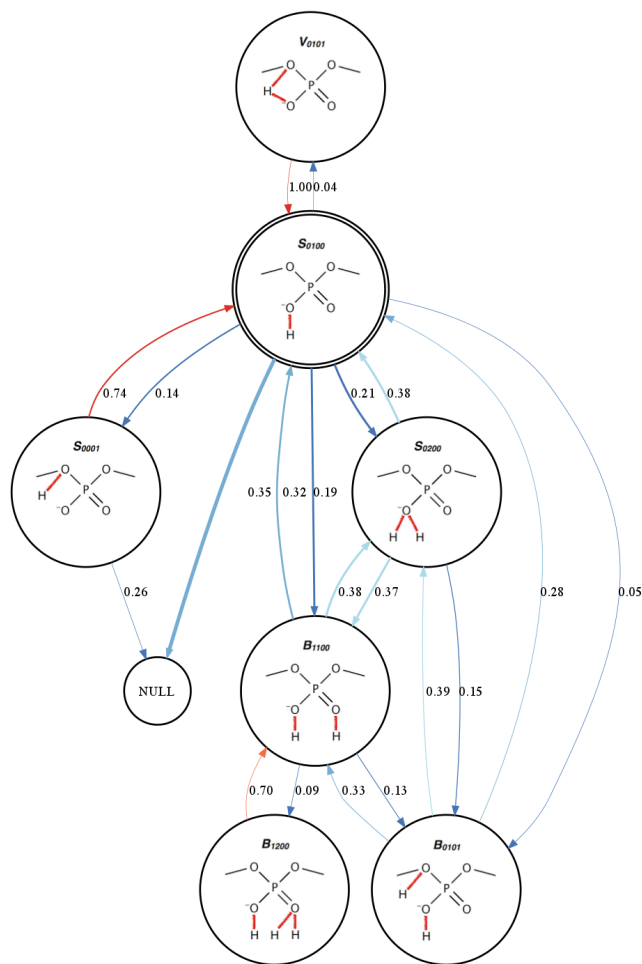 V0101
O O
H P
⁻O O
1.00 0.04
S0100
O O
P
⁻O O
H
0.74 0.14 0.21 0.38
S0001
O O
H P
⁻O O
S0200
O O
P
⁻O O
H H
0.35 0.32 0.19
0.26 0.38 0.37 0.28 0.05
B1100
O O
P
⁻O O
H H
NULL
0.39 0.15
0.70 0.09 0.33 0.13
B1200
O O
P
⁻O O
H H H
B0101
O O
H P
⁻O O
H